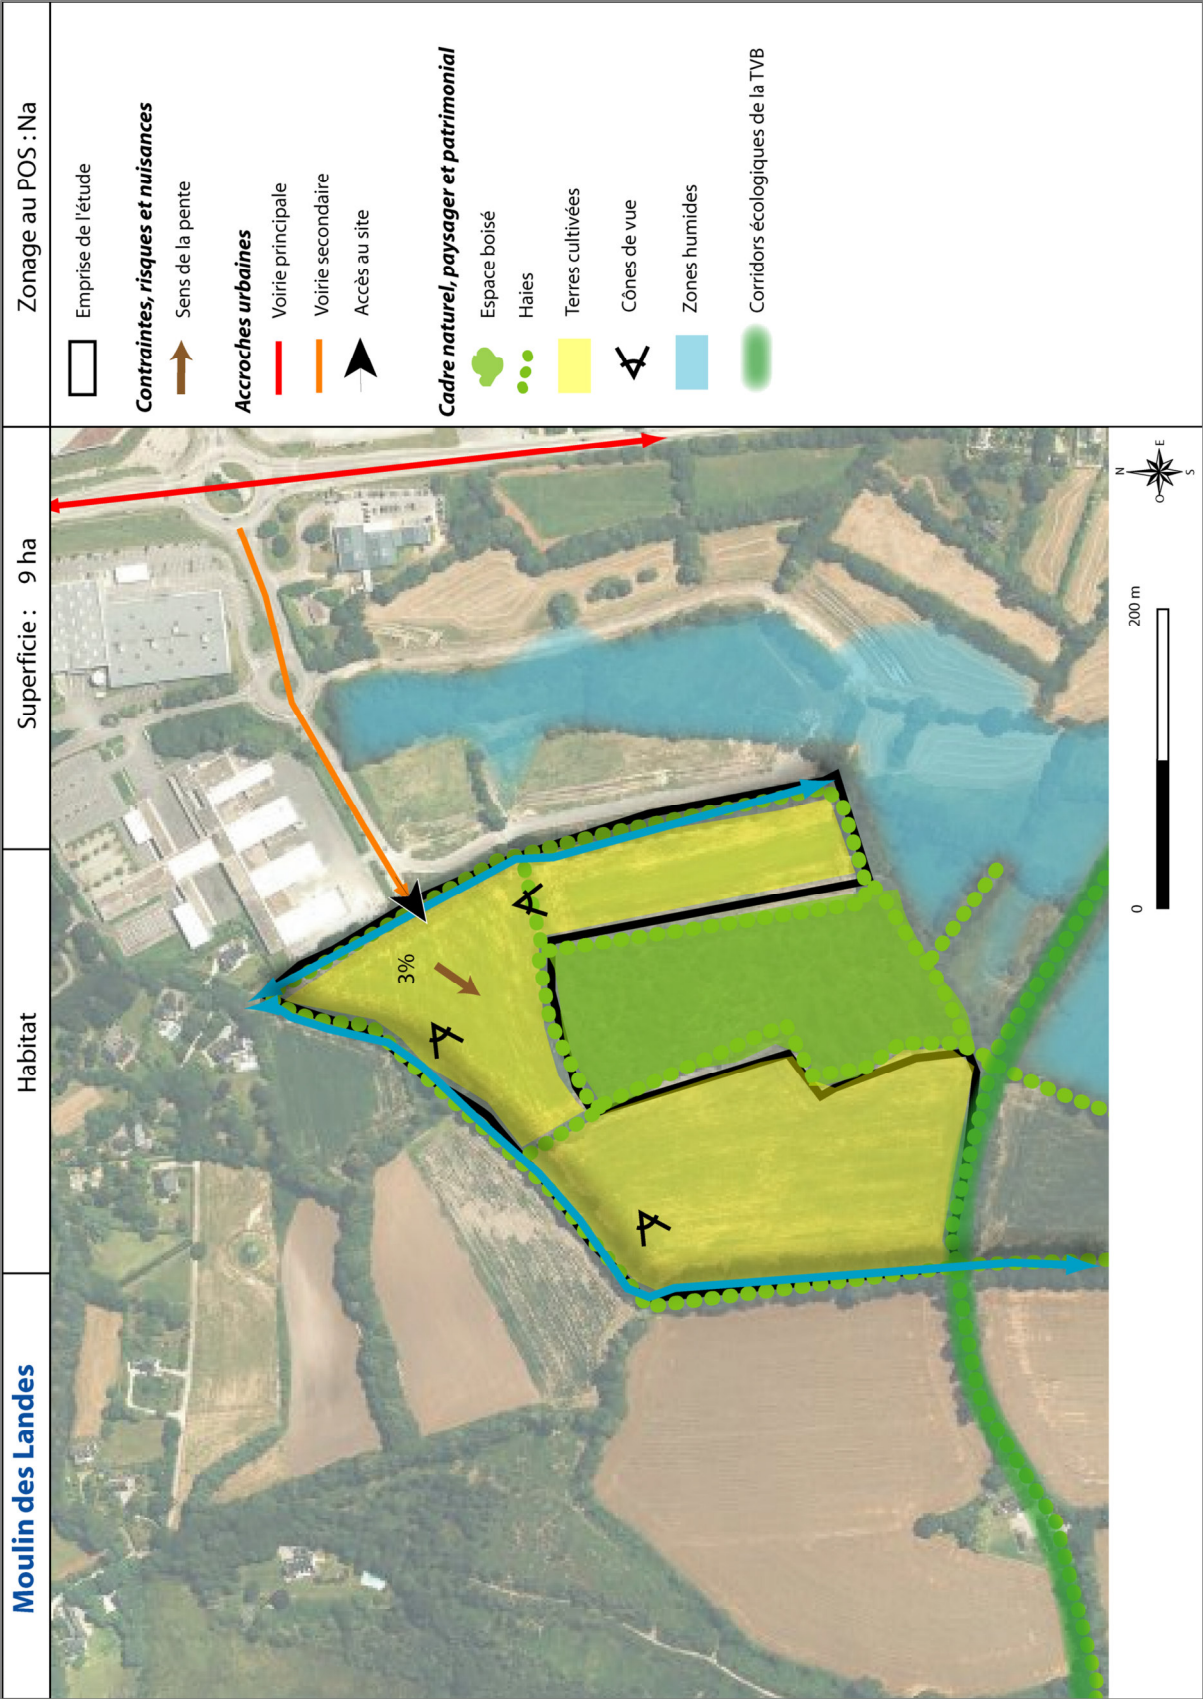 Moulin des Landes
Habitat
Superficie : 9 ha
Zonage au POS : Na
Emprise de l'étude
Contraintes, risques et nuisances
Sens de la pente
Accroches urbaines
Voirie principale
Voirie secondaire
Accès au site
Cadre naturel, paysager et patrimonial
Espace boisé
Haies
Terres cultivées
Cônes de vue
Zones humides
Corridors écologiques de la TVB
3%
0
200 m
N
E
S
O